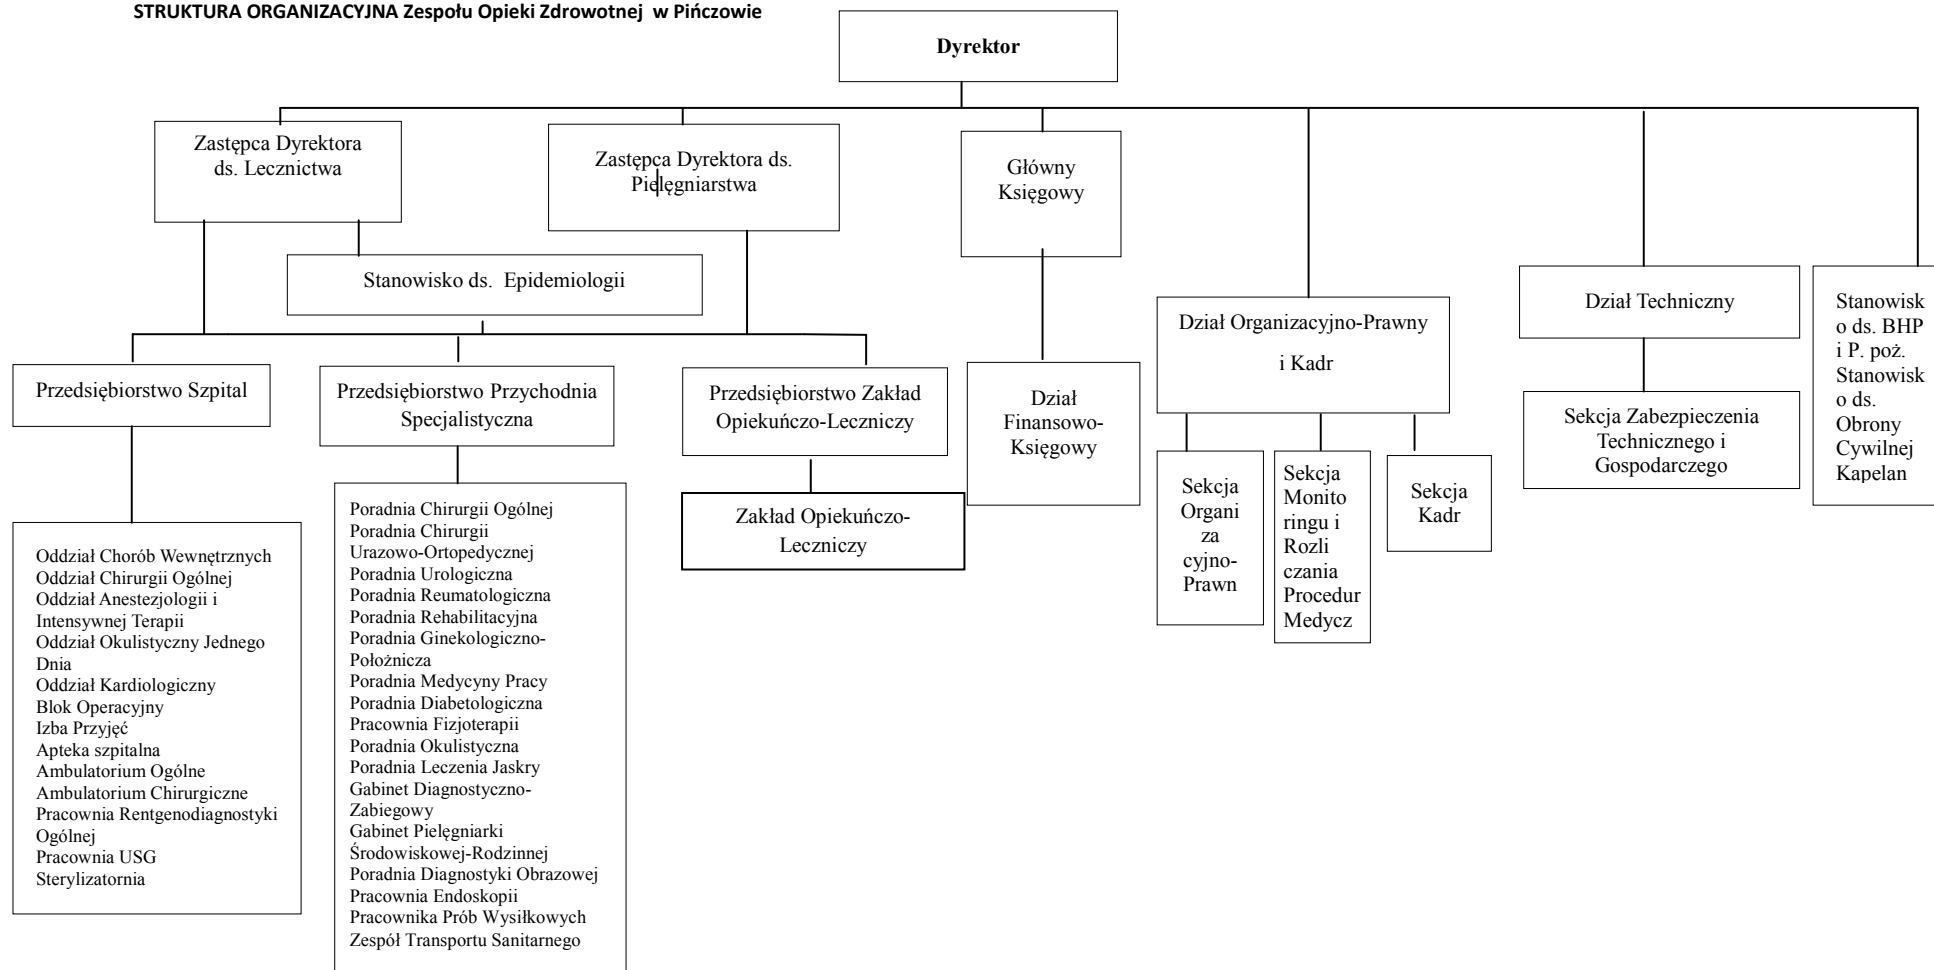 STRUKTURA ORGANIZACYJNA Zespołu Opieki Zdrowotnej w Pińczowie
Dyrektor
Zastępca Dyrektora
ds. Lecznictwa
Zastępca Dyrektora ds.
Pielęgniarstwa
Główny
Księgowy
Stanowisko ds. Epidemiologii
Dział Organizacyjno-Prawny
i Kadr
Dział Techniczny
Stanowisk
o ds. BHP
i P. poż.
Stanowisk
o ds.
Obrony
Cywilnej
Kapelan
Przedsiębiorstwo Szpital
Przedsiębiorstwo Przychodnia
Specjalistyczna
Przedsiębiorstwo Zakład
Opiekuńczo-Leczniczy
Dział
Finansowo-
Księgowy
Sekcja Zabezpieczenia
Technicznego i
Gospodarczego
Sekcja
Organi
za
cyjno-
Prawn
Sekcja
Monito
ringu i
Rozli
czania
Procedur
Medycz
Sekcja
Kadr
Zakład Opiekuńczo-
Leczniczy
Oddział Chorób Wewnętrznych
Oddział Chirurgii Ogólnej
Oddział Anestezjologii i
Intensywnej Terapii
Oddział Okulistyczny Jednego
Dnia
Oddział Kardiologiczny
Blok Operacyjny
Izba Przyjęć
Apteka szpitalna
Ambulatorium Ogólne
Ambulatorium Chirurgiczne
Pracownia Rentgenodiagnostyki
Ogólnej
Pracownia USG
Sterylizatornia
Poradnia Chirurgii Ogólnej
Poradnia Chirurgii
Urazowo-Ortopedycznej
Poradnia Urologiczna
Poradnia Reumatologiczna
Poradnia Rehabilitacyjna
Poradnia Ginekologiczno-
Położnicza
Poradnia Medycyny Pracy
Poradnia Diabetologiczna
Pracownia Fizjoterapii
Poradnia Okulistyczna
Poradnia Leczenia Jaskry
Gabinet Diagnostyczno-
Zabiegowy
Gabinet Pielęgniarki
Środowiskowej-Rodzinnej
Poradnia Diagnostyki Obrazowej
Pracownia Endoskopii
Pracownika Prób Wysiłkowych
Zespół Transportu Sanitarnego